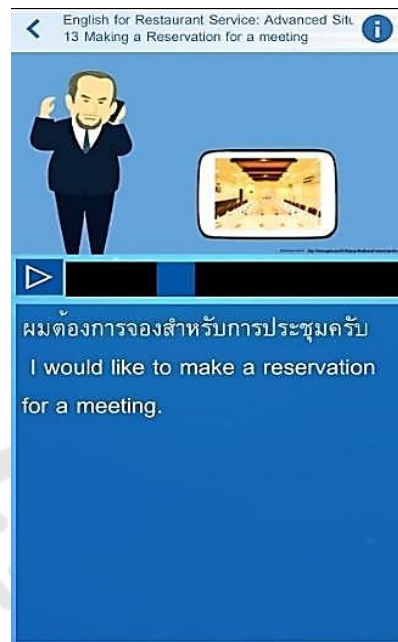 English for Restaurant Service: Advanced Situ
13 Making a Reservation for a meeting
i
ผมต้องการจองสำหรับการประชุมครับ
I would like to make a reservation
for a meeting.